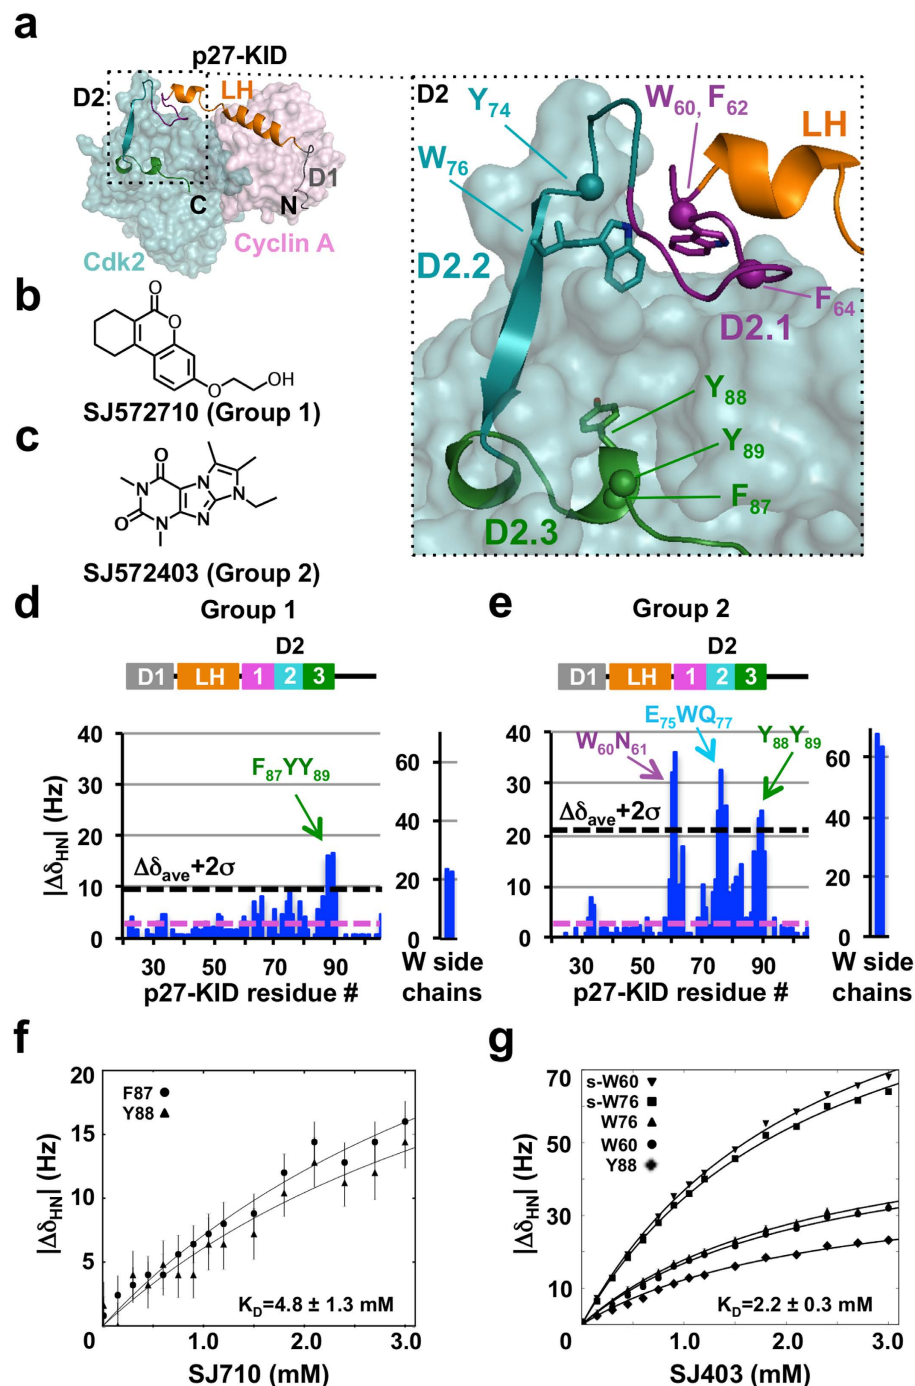 a
p27-KID
D2
LH
D1
N
C
Cdk2
Cyclin A
D2
Y74
W60, F62
LH
W76
D2.2
F64
D2.1
Y88
Y89
F87
D2.3
b
O
O
O
OH
SJ572710 (Group 1)
c
O
N
N
N
O
N
N
SJ572403 (Group 2)
d
Group 1
D2
D1
LH
1
2
3
40
30
20
10
0
|ΔδHN| (Hz)
F87YY89
Δδave+2σ
30
50
70
90
p27-KID residue #
60
40
20
0
W side
chains
e
Group 2
D2
D1
LH
1
2
3
E75WQ77
W60N61
Y88Y89
40
30
20
10
0
Δδave+2σ
30
50
70
90
p27-KID residue #
60
40
20
0
W side
chains
f
20
15
10
5
0
|ΔδHN| (Hz)
F87
Y88
KD=4.8 ± 1.3 mM
1.0
2.0
3.0
SJ710 (mM)
g
70
50
30
10
|ΔδHN| (Hz)
s-W60
s-W76
W76
W60
Y88
KD=2.2 ± 0.3 mM
0
1.0
2.0
3.0
SJ403 (mM)